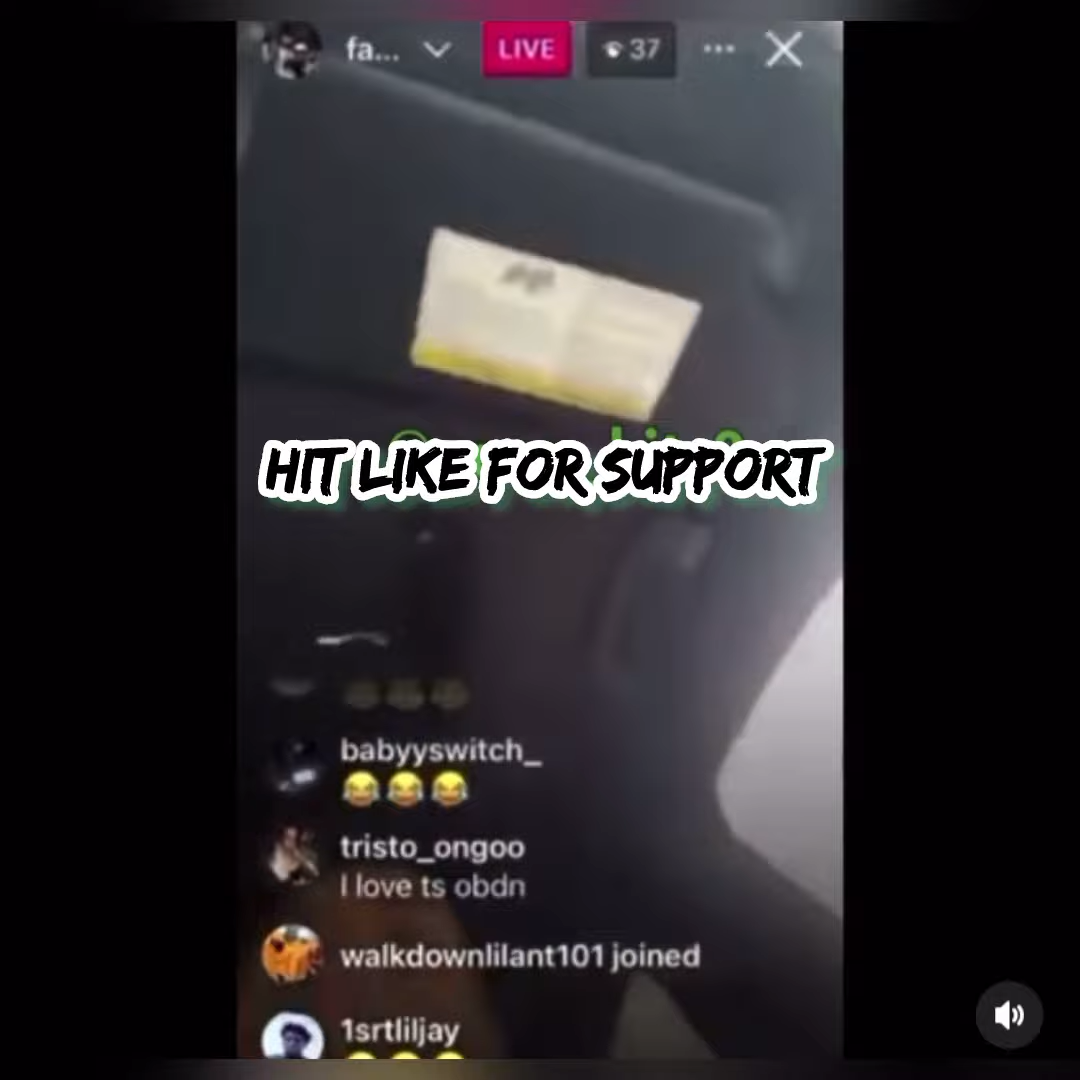 fa...
LIVE
37
HIT LIKE FOR SUPPORT
babyyswitch_
😂😂😂
tristo_ongoo
I love ts obdn
walkdownlilant101 joined
1srtliljay